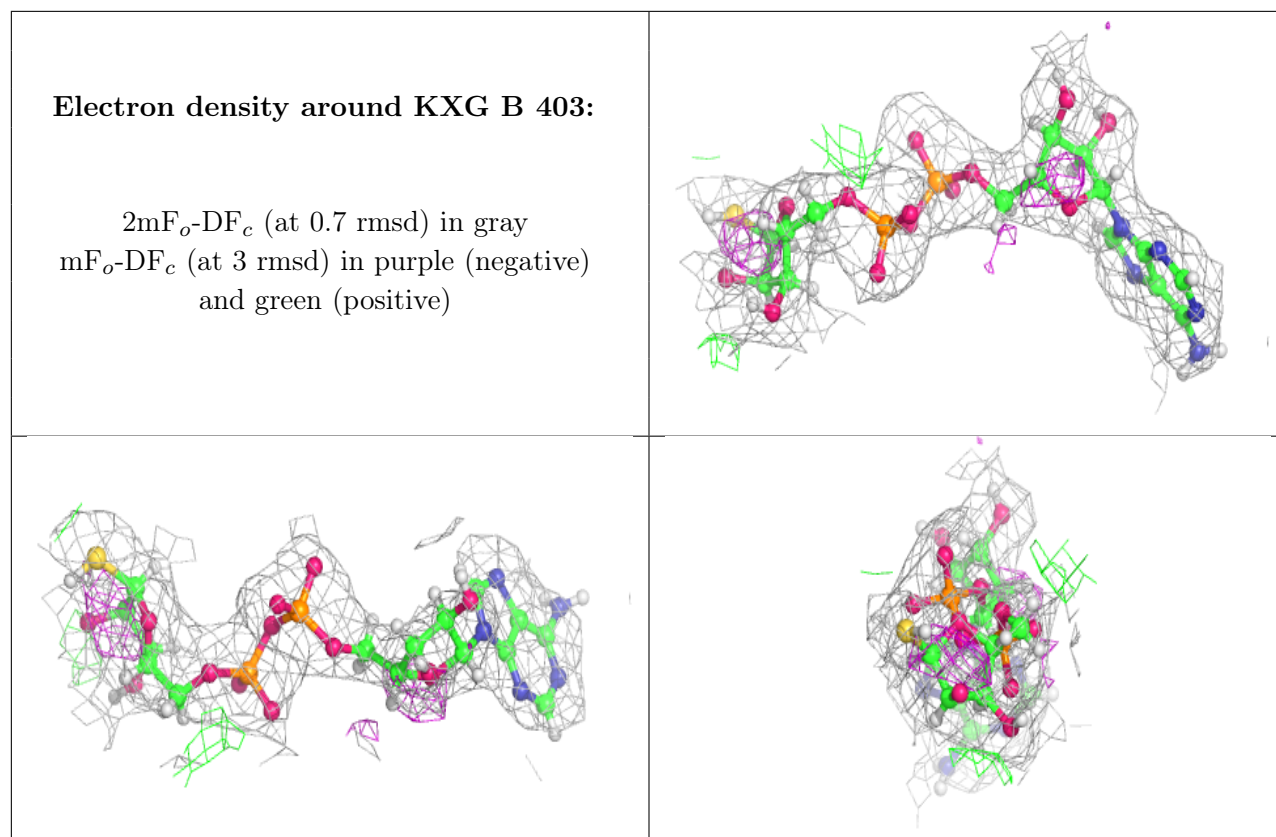 Electron density around KXG B 403:
2mFo-DFc (at 0.7 rmsd) in gray
mFo-DFc (at 3 rmsd) in purple (negative)
and green (positive)